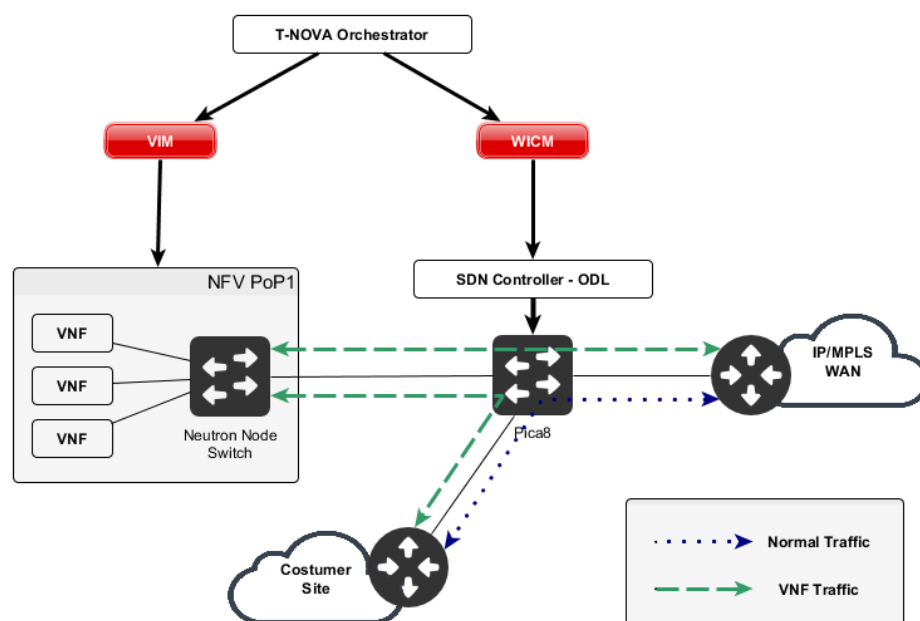 T-NOVA Orchestrator
VIM
WICM
NFV PoP1
SDN Controller - ODL
VNF
VNF
VNF
Neutron Node
Switch
Pica8
IP/MPLS
WAN
Costumer
Site
Normal Traffic
VNF Traffic